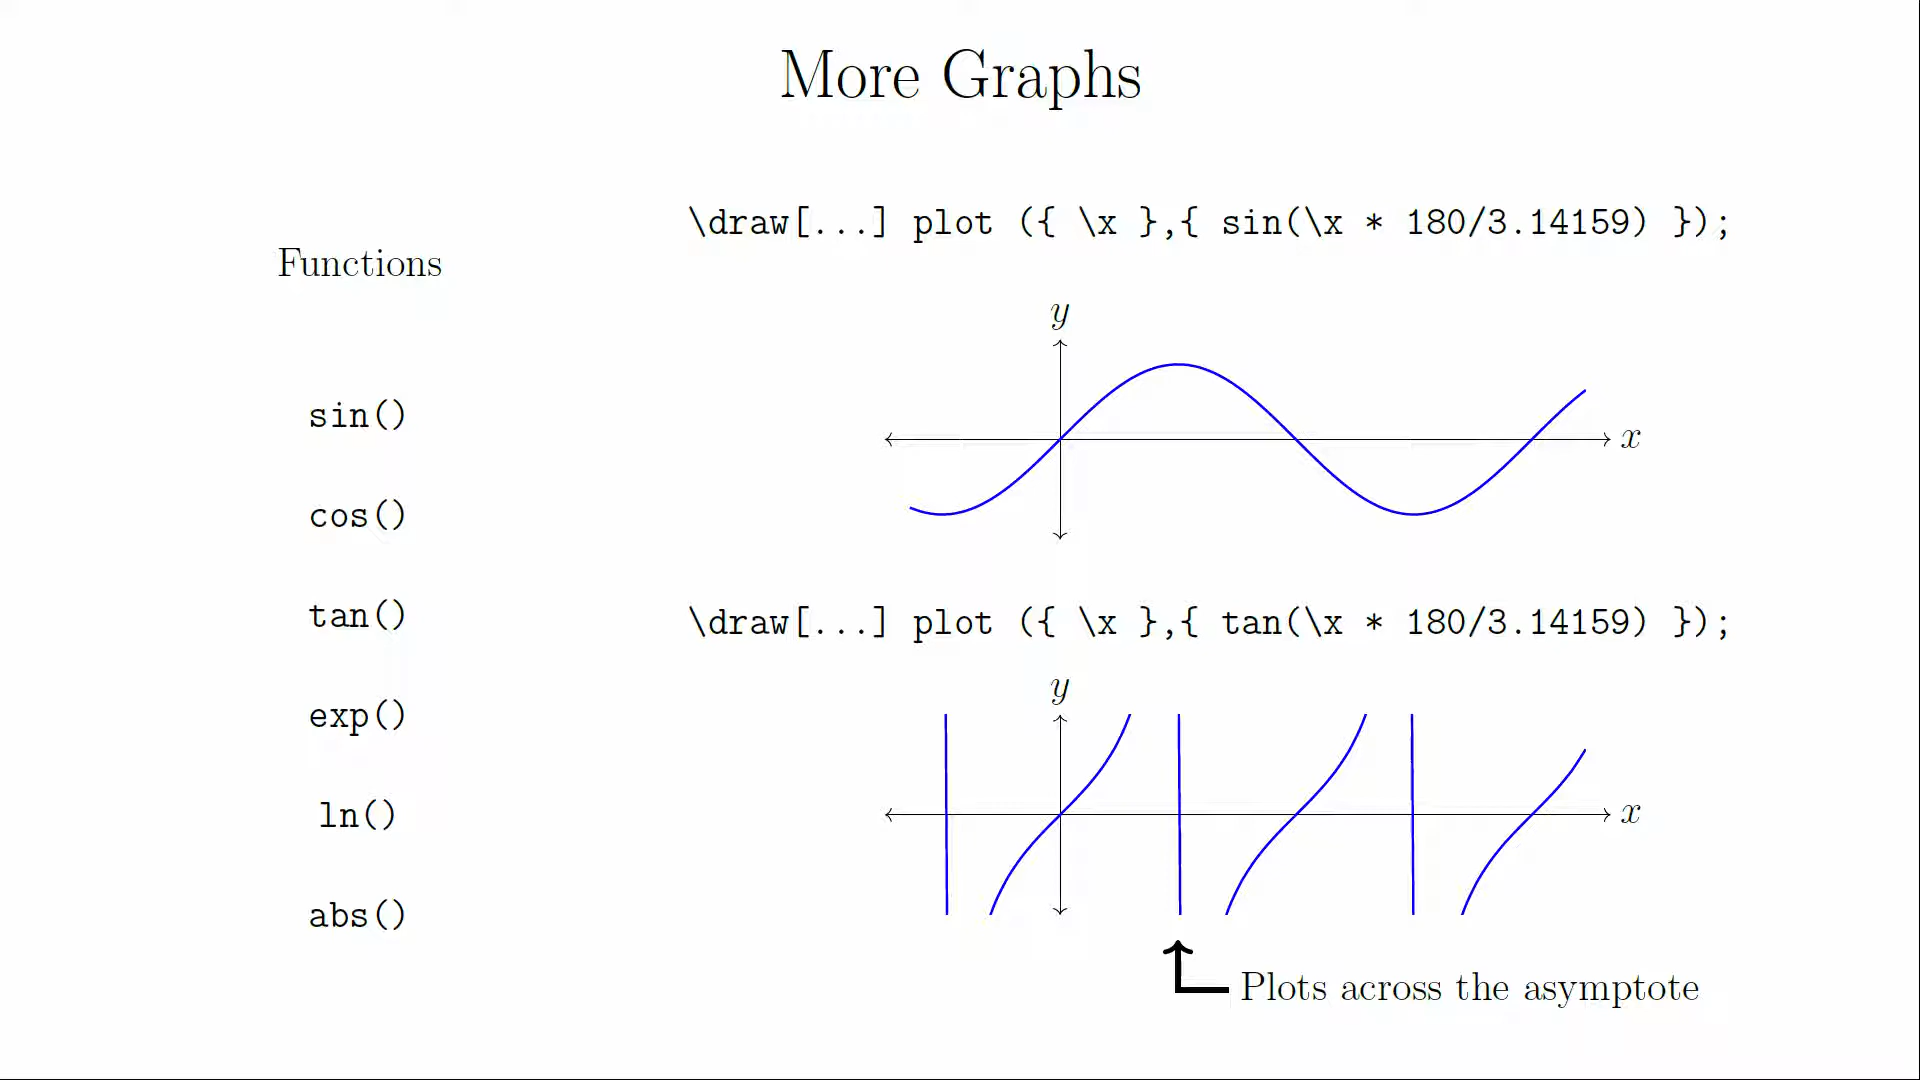 More Graphs
Functions
sin()
cos()
tan()
exp()
ln()
abs()
\draw[...] plot ({ \x },{ sin(\x * 180/3.14159) });
y
x
\draw[...] plot ({ \x },{ tan(\x * 180/3.14159) });
y
x
Plots across the asymptote